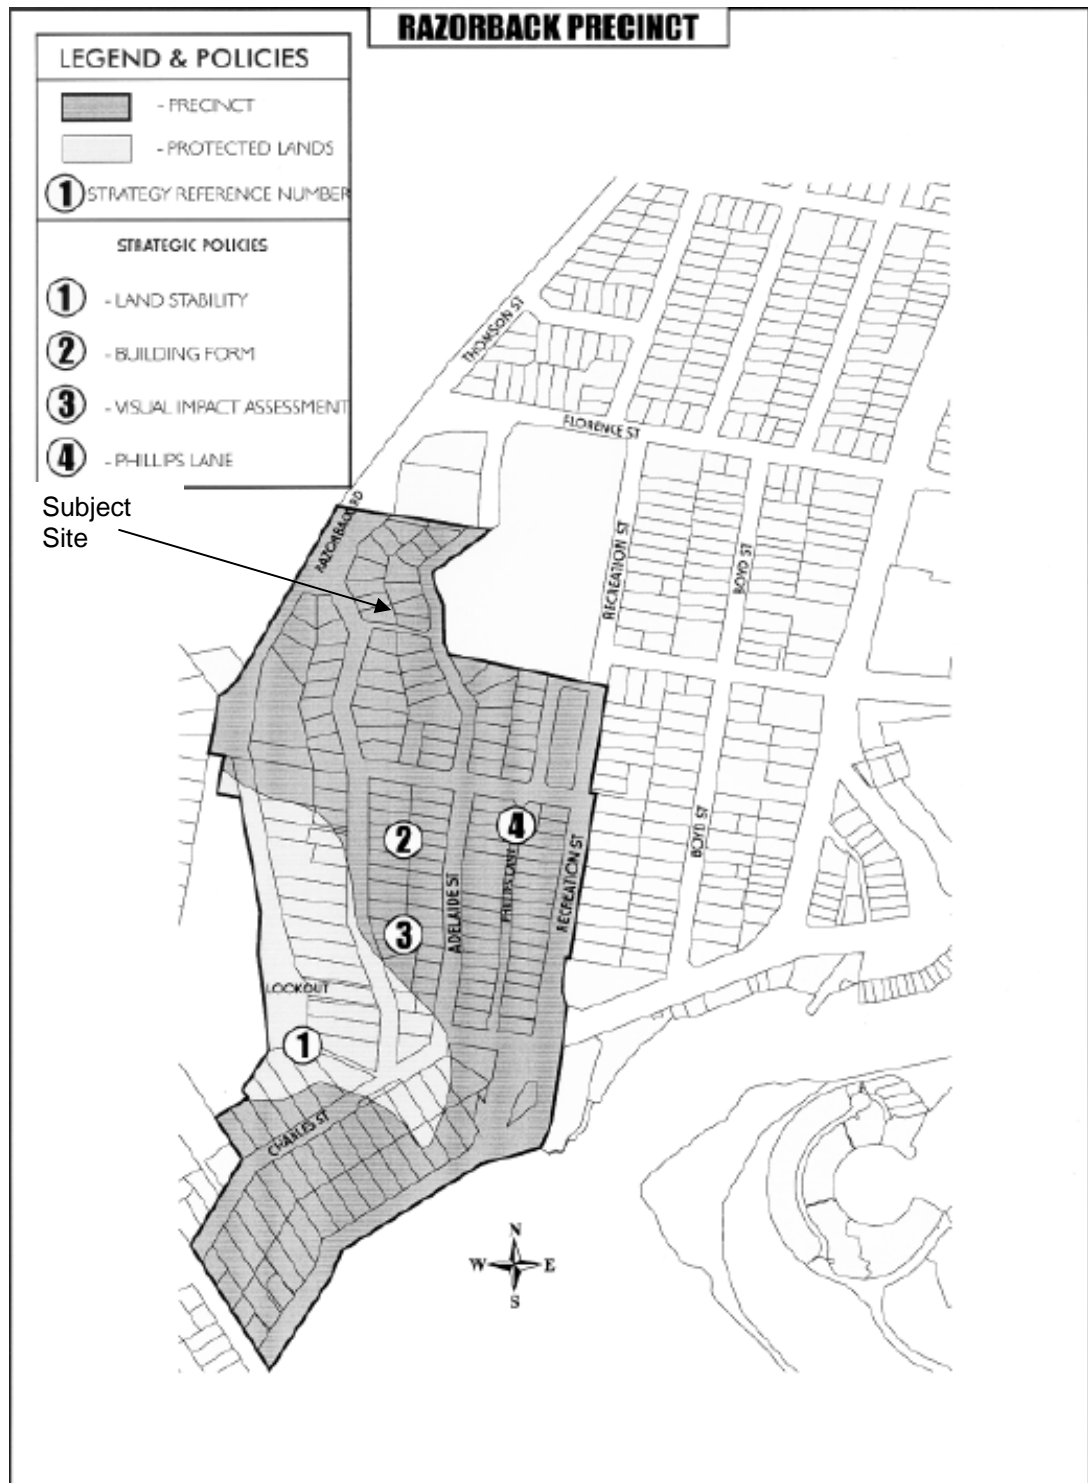 RAZORBACK PRECINCT
LEGEND & POLICIES
- PRECINCT
- PROTECTED LANDS
1 STRATEGY REFERENCE NUMBER
STRATEGIC POLICIES
1 - LAND STABILITY
2 - BUILDING FORM
3 - VISUAL IMPACT ASSESSMENT
4 - PHILLIPS LANE
Subject
Site
THOMSON ST
FLORENCE ST
RAZORBACK RD
RECREATION ST
BOYD ST
2
4
BOYD ST
PHILLIPS LANE
RECREATION ST
ADELAIDE ST
3
LOOKOUT
1
CHARLES ST
N
W E
S